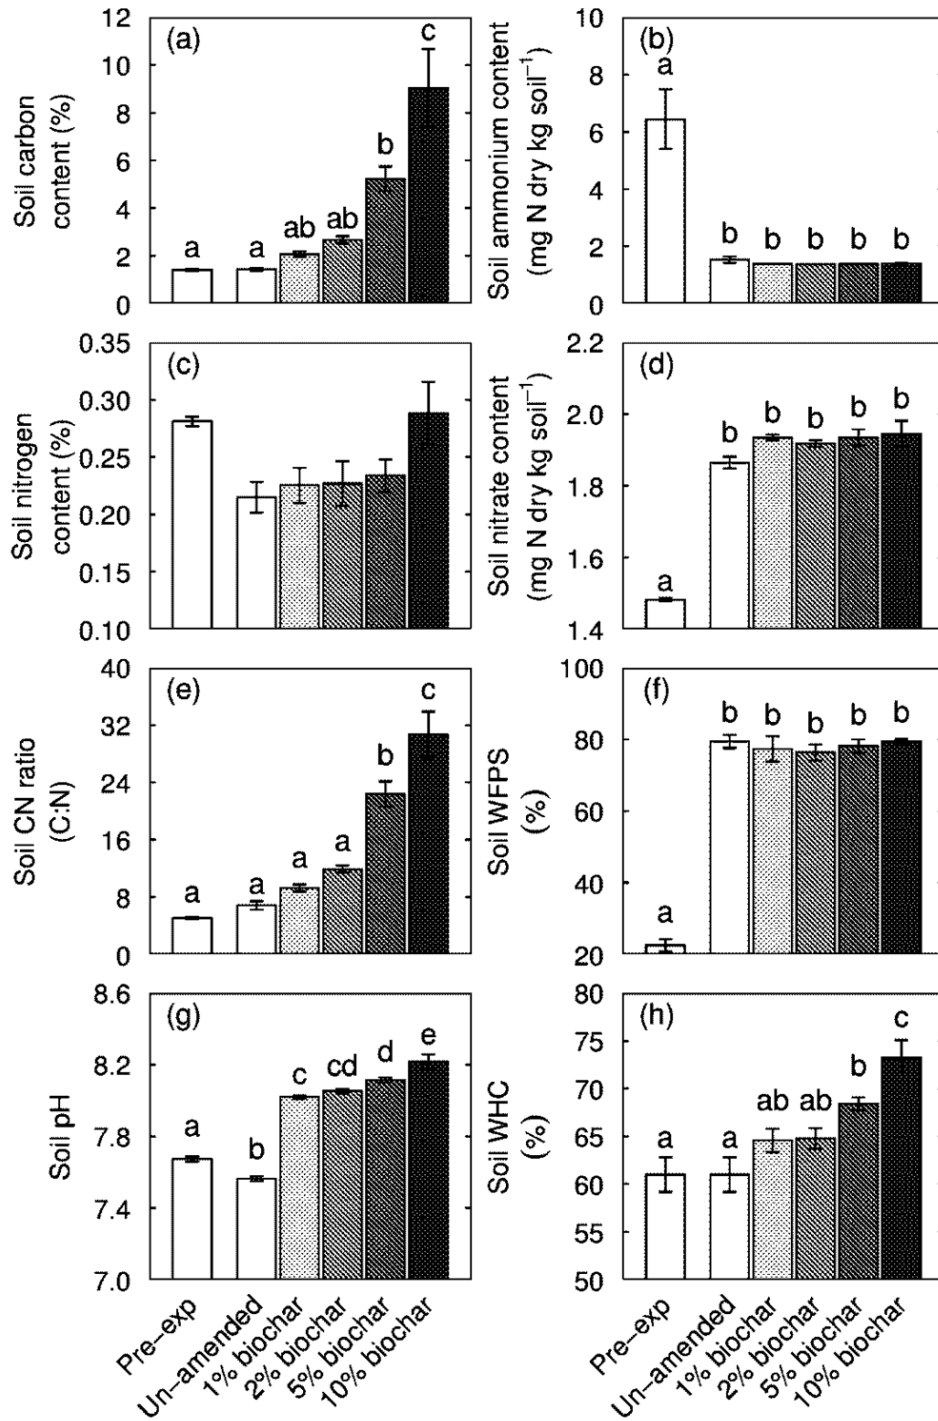 Soil carbon
content (%)
12
10
8
6
4
2
0
(a)
a
a
ab
ab
b
c
Soil ammonium content
(mg N dry kg soil−1)
10
8
6
4
2
0
(b)
a
b
b
b
b
b
Soil nitrogen
content (%)
0.35
0.30
0.25
0.20
0.15
0.10
(c)
Soil nitrate content
(mg N dry kg soil−1)
2.2
2.0
1.8
1.6
1.4
(d)
a
b
b
b
b
b
Soil CN ratio
(C:N)
40
32
24
16
8
0
(e)
a
a
a
a
b
c
Soil WFPS
(%)
100
80
60
40
20
(f)
a
b
b
b
b
b
Soil pH
8.6
8.2
7.8
7.4
7.0
(g)
a
b
c
cd
d
e
Soil WHC
(%)
80
75
70
65
60
55
50
(h)
a
a
ab
ab
b
c
Pre−exp
Un−amended
1% biochar
2% biochar
5% biochar
10% biochar
Pre−exp
Un−amended
1% biochar
2% biochar
5% biochar
10% biochar